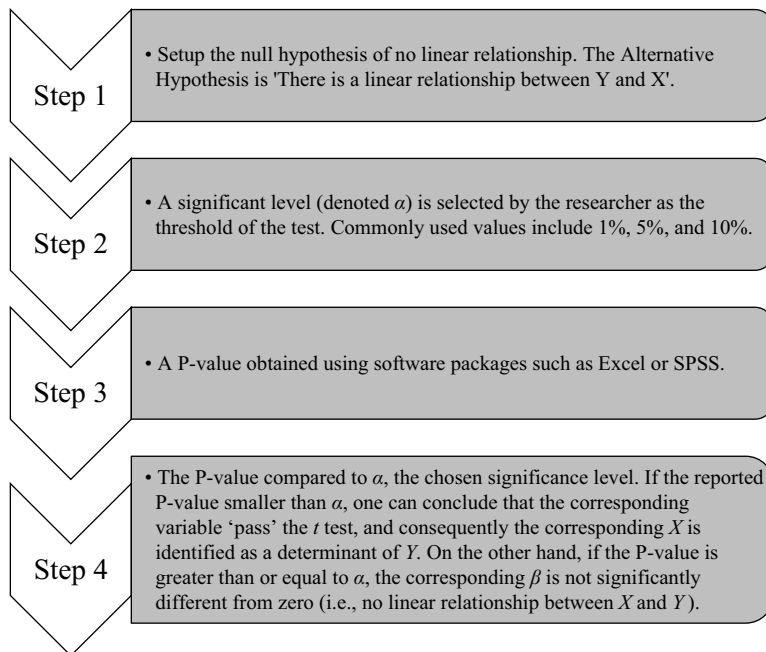 Step 1
• Setup the null hypothesis of no linear relationship. The Alternative
Hypothesis is 'There is a linear relationship between Y and X'.
Step 2
• A significant level (denoted α) is selected by the researcher as the
threshold of the test. Commonly used values include 1%, 5%, and 10%.
Step 3
• A P-value obtained using software packages such as Excel or SPSS.
Step 4
• The P-value compared to α, the chosen significance level. If the reported
P-value smaller than α, one can conclude that the corresponding
variable ‘pass’ the t test, and consequently the corresponding X is
identified as a determinant of Y. On the other hand, if the P-value is
greater than or equal to α, the corresponding β is not significantly
different from zero (i.e., no linear relationship between X and Y).